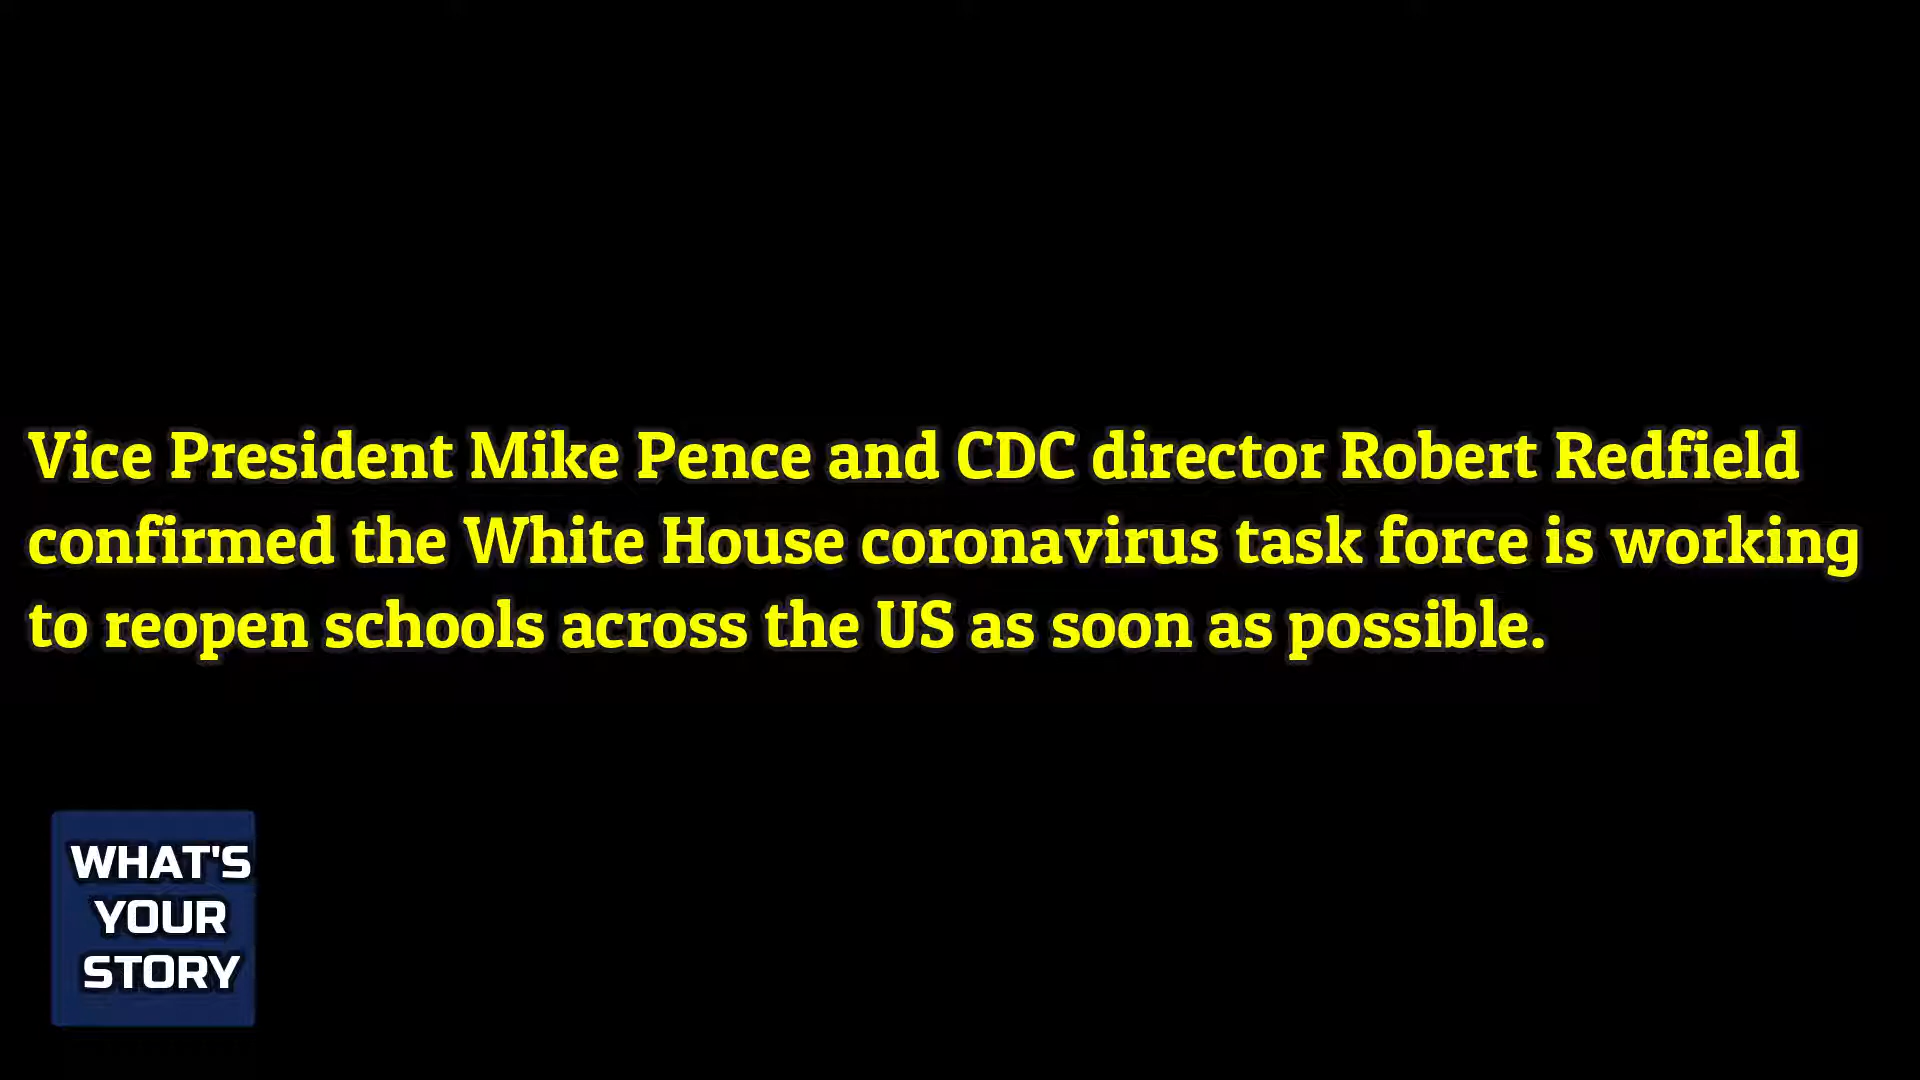 Vice President Mike Pence and CDC director Robert Redfield
confirmed the White House coronavirus task force is working
to reopen schools across the US as soon as possible.
WHAT'S
YOUR
STORY